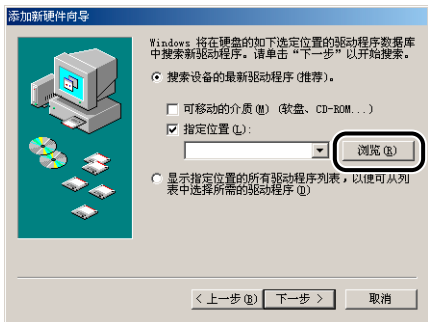 添加新硬件向导
Windows 将在硬盘的如下选定位置的驱动程序数据库
中搜索新驱动程序。请单击“下一步”以开始搜索。
搜索设备的最新驱动程序(推荐)。
可移动的介质(M) (软盘、CD-ROM...)
指定位置(L):
浏览(R)
显示指定位置的所有驱动程序列表，以便可从列
表中选择所需的驱动程序(D)
< 上一步(B) 下一步 > 取消